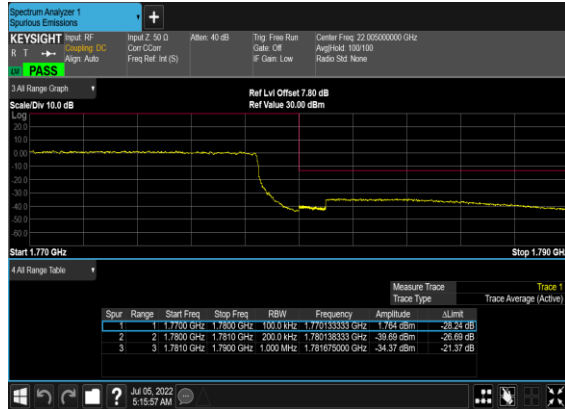 Spectrum Analyzer 1
Spurious Emissions
+
KEYSIGHT Input: RF Input Z: 50 Ω Atten: 40 dB Trig: Free Run Center Freq: 22.005000000 GHz
R T Coupling: DC Corr CCorr Gate: Off Avg|Hold: 100/100
Align: Auto Freq Ref: Int (S) IF Gain: Low Radio Std: None
LW PASS
3 All Range Graph
Ref Lvl Offset 7.80 dB
Scale/Div 10.0 dB Ref Value 30.00 dBm
Log
20.0
10.0
0.00
-10.0
-20.0
-30.0
-40.0
-50.0
-60.0
Start 1.770 GHz Stop 1.790 GHz
4 All Range Table
Measure Trace Trace 1
Trace Type Trace Average (Active)
Spur Range Start Freq Stop Freq RBW Frequency Amplitude ΔLimit
1 1 1.7700 GHz 1.7800 GHz 100.0 kHz 1.770133333 GHz 1.764 dBm -28.24 dB
2 2 1.7800 GHz 1.7810 GHz 200.0 kHz 1.780138333 GHz -39.69 dBm -26.69 dB
3 3 1.7810 GHz 1.7900 GHz 1.000 MHz 1.781675000 GHz -34.37 dBm -21.37 dB
? Jul 05, 2022
5:15:57 AM